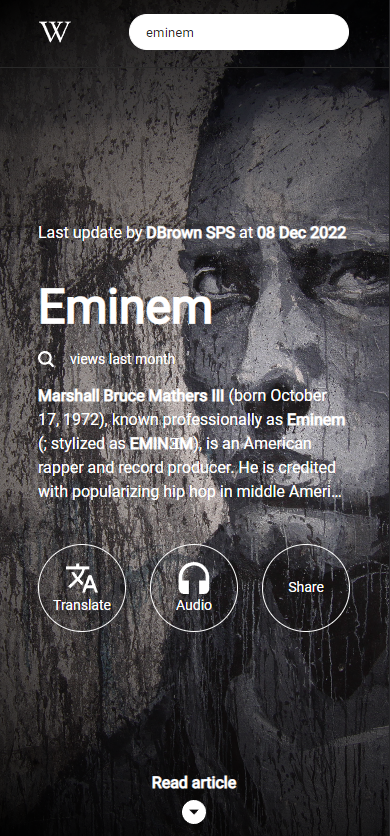 W
eminem
Last update by DBrown SPS at 08 Dec 2022
Eminem
views last month
Marshall Bruce Mathers III (born October
17, 1972), known professionally as Eminem
(; stylized as EMINƎM), is an American
rapper and record producer. He is credited
with popularizing hip hop in middle Ameri...
Translate
Audio
Share
Read article